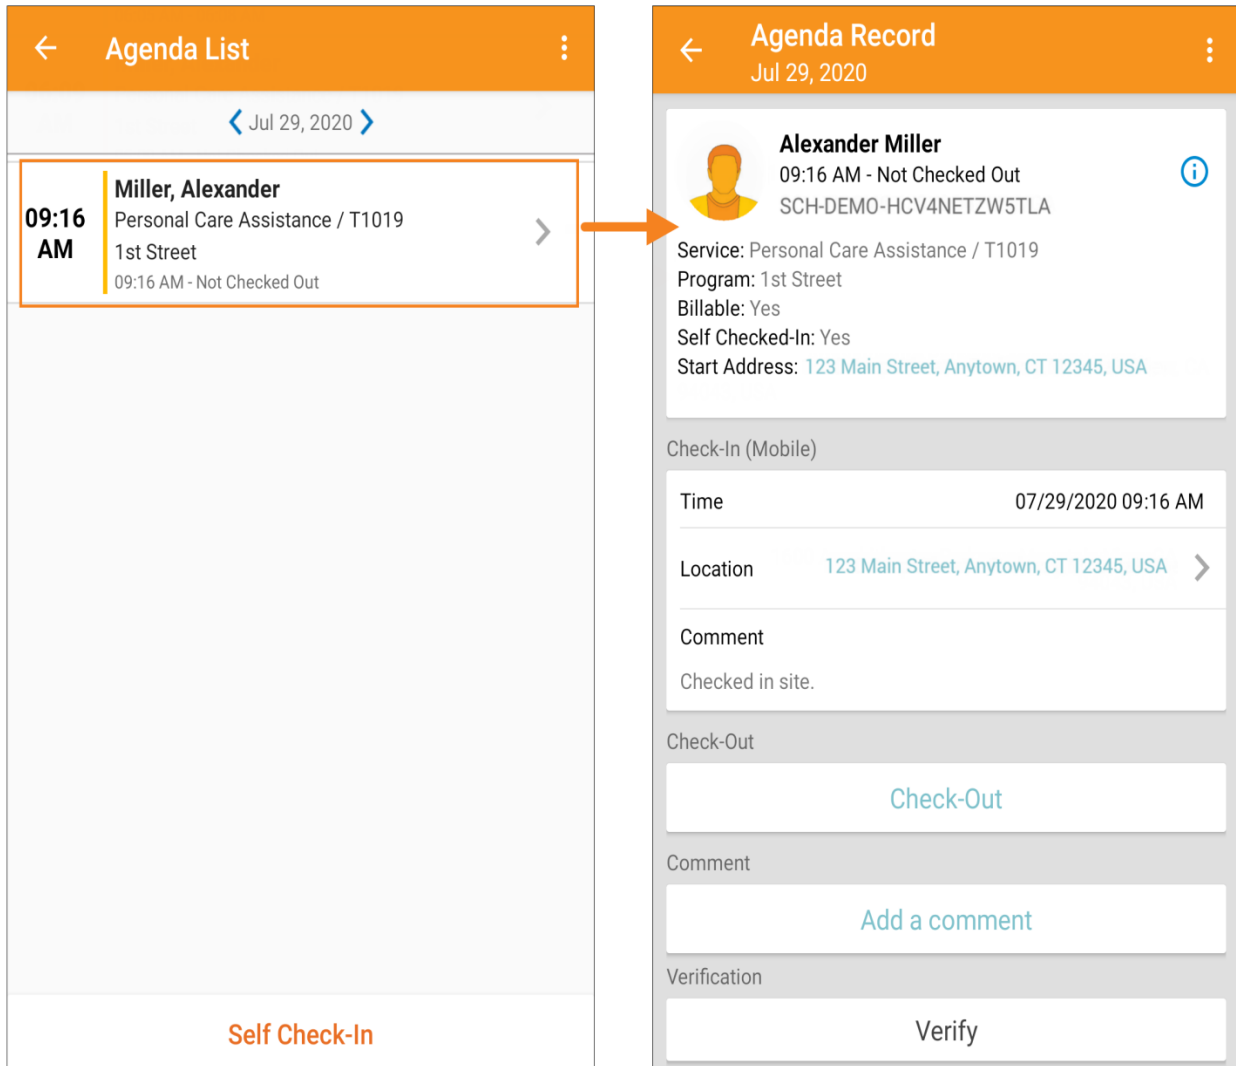 Agenda List
Jul 29, 2020
09:16
AM
Miller, Alexander
Personal Care Assistance / T1019
1st Street
09:16 AM - Not Checked Out
Self Check-In
Agenda Record
Jul 29, 2020
Alexander Miller
09:16 AM - Not Checked Out
SCH-DEMO-HCV4NETZW5TLA
Service: Personal Care Assistance / T1019
Program: 1st Street
Billable: Yes
Self Checked-In: Yes
Start Address: 123 Main Street, Anytown, CT 12345, USA
Check-In (Mobile)
Time 07/29/2020 09:16 AM
Location 123 Main Street, Anytown, CT 12345, USA
Comment
Checked in site.
Check-Out
Check-Out
Comment
Add a comment
Verification
Verify